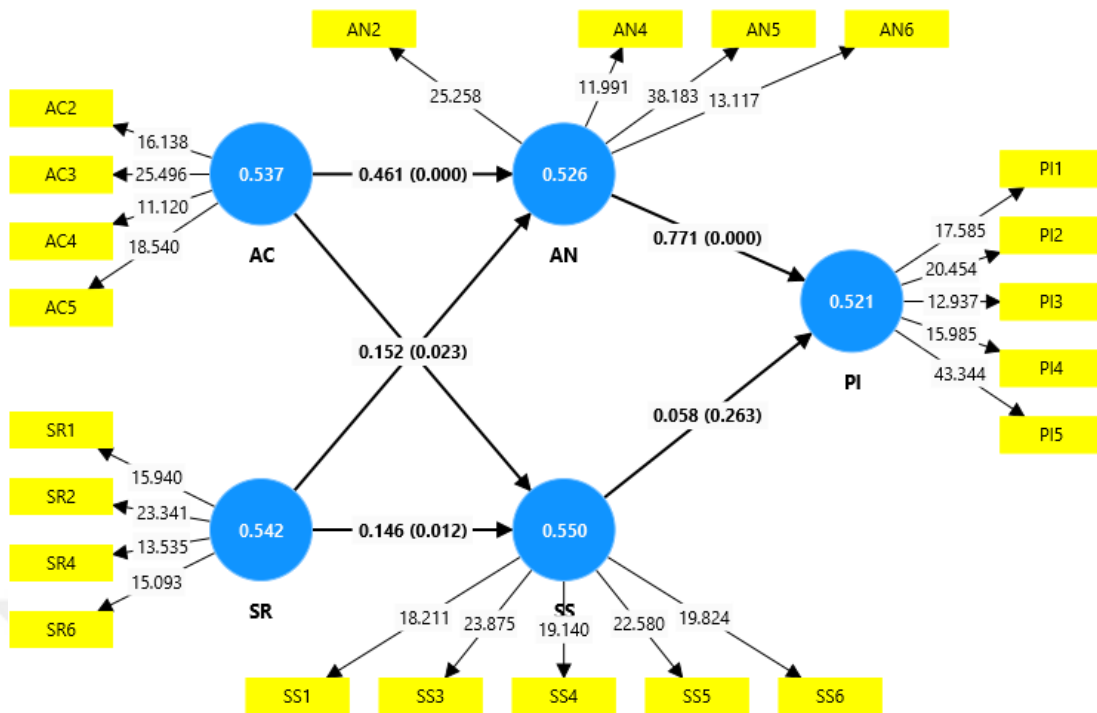 AN2
AN4
AN5
AN6
25.258
11.991
38.183
13.117
AC2
AC3
AC4
AC5
16.138
25.496
11.120
18.540
0.537
AC
0.461 (0.000)
0.526
AN
0.771 (0.000)
0.152 (0.023)
0.521
PI
17.585
20.454
12.937
15.985
43.344
PI1
PI2
PI3
PI4
PI5
0.058 (0.263)
SR1
SR2
SR4
SR6
15.940
23.341
13.535
15.093
0.542
SR
0.146 (0.012)
0.550
SS
18.211
23.875
19.140
22.580
19.824
SS1
SS3
SS4
SS5
SS6